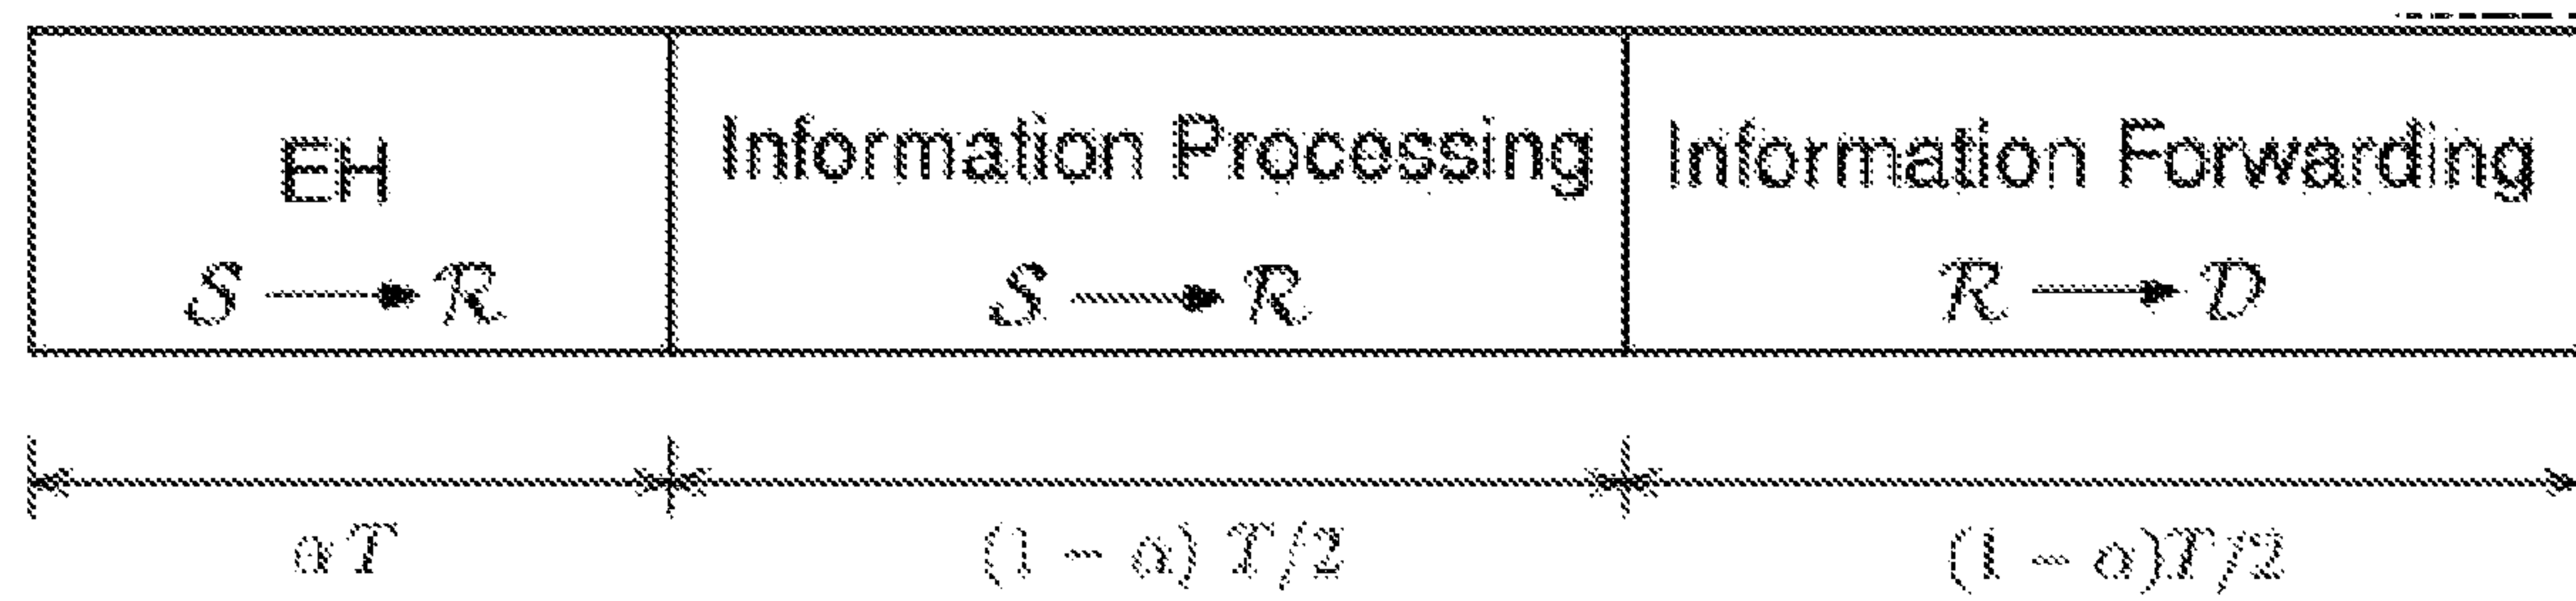 EH
Information Processing
Information Forwarding
𝒮 → ℛ
𝒮 → ℛ
ℛ → 𝒟
αT
(1 − α) T/2
(1 − α)T/2